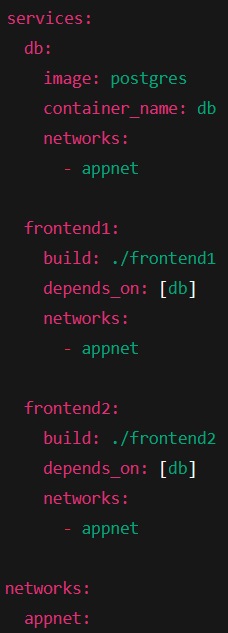 services:
  db:
    image: postgres
    container_name: db
    networks:
      - appnet

  frontend1:
    build: ./frontend1
    depends_on: [db]
    networks:
      - appnet

  frontend2:
    build: ./frontend2
    depends_on: [db]
    networks:
      - appnet

networks:
  appnet: